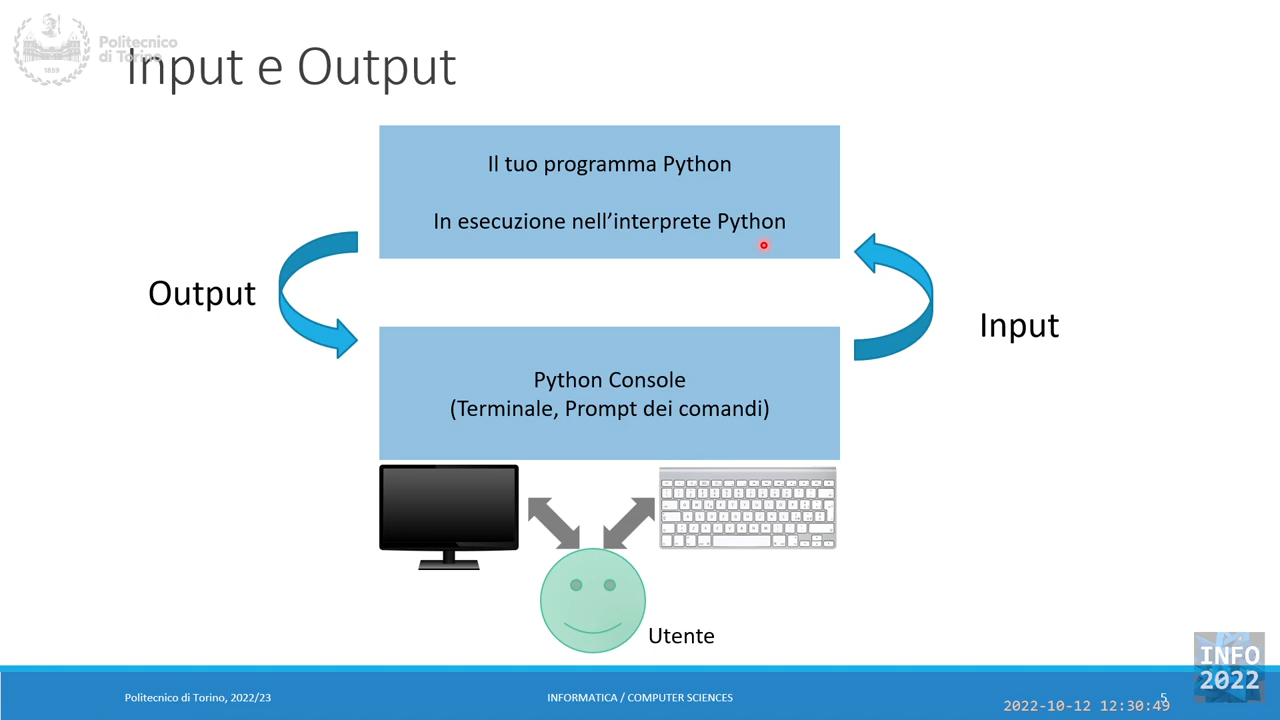 Politecnico
di Torino
1859
Input e Output
Il tuo programma Python
In esecuzione nell’interprete Python
Output
Input
Python Console
(Terminale, Prompt dei comandi)
Utente
INFO
2022
Politecnico di Torino, 2022/23
INFORMATICA / COMPUTER SCIENCES
5
2022-10-12 12:30:49